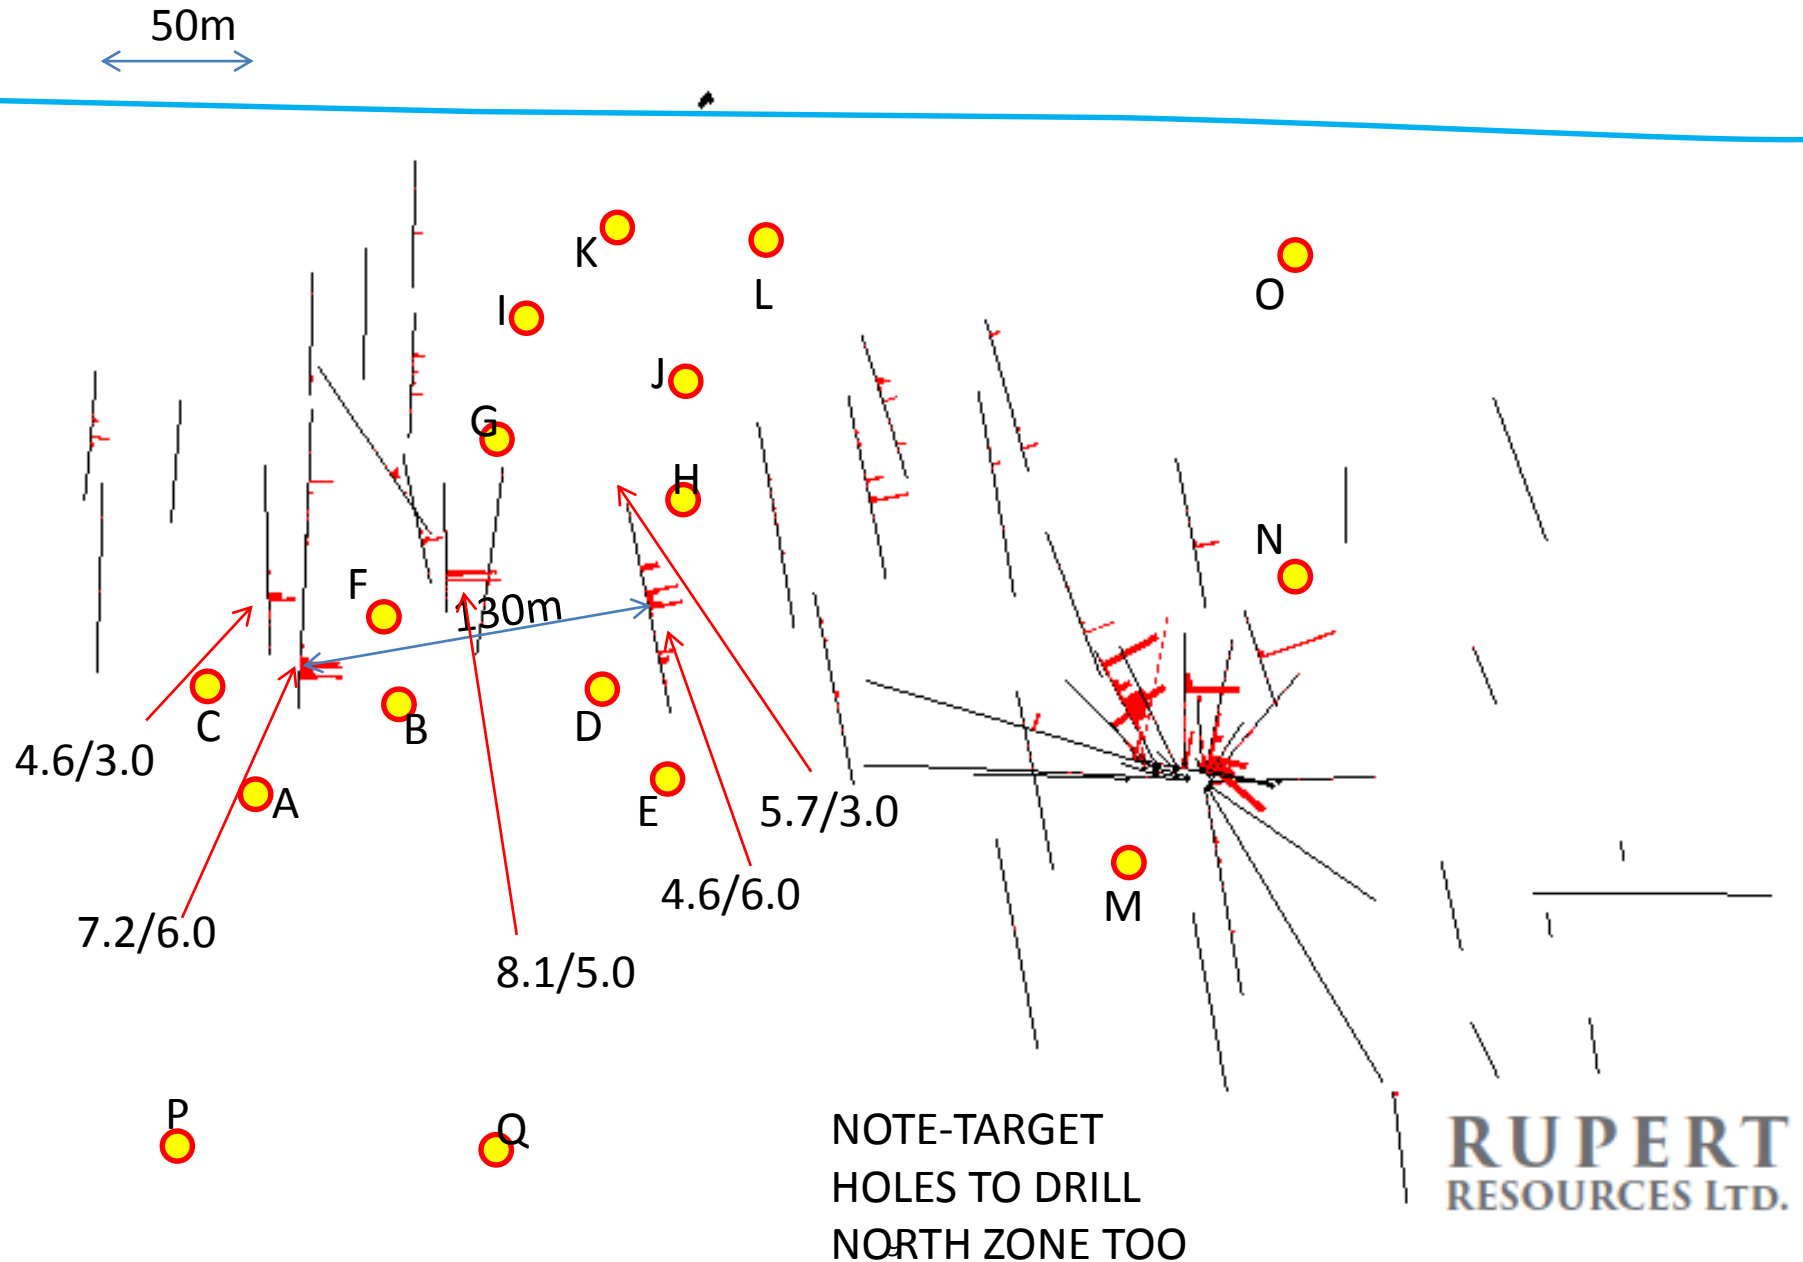 50m
K
L
O
I
J
G
H
N
F
130m
C
B
D
4.6/3.0
A
E
5.7/3.0
4.6/6.0
M
7.2/6.0
8.1/5.0
P
Q
NOTE-TARGET
HOLES TO DRILL
NORTH ZONE TOO
RUPERT
RESOURCES LTD.